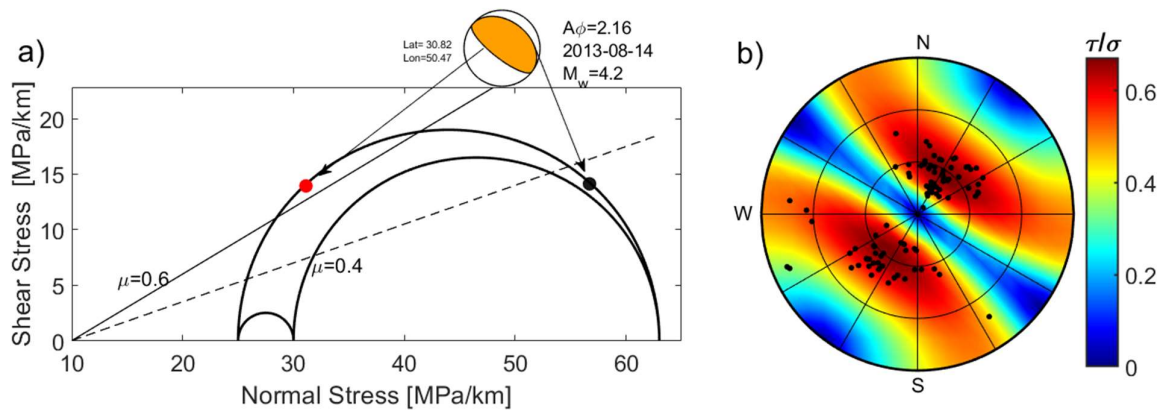 a)
Lat= 30.82
Lon=50.47
Aϕ=2.16
2013-08-14
M_w=4.2
Shear Stress [MPa/km]
20
15
10
5
0
μ=0.6
μ=0.4
10
20
30
40
50
60
Normal Stress [MPa/km]
b)
N
W
S
τ/σ
0.6
0.4
0.2
0